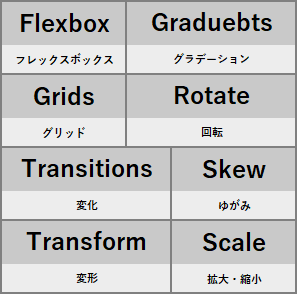 Flexbox
フレックスボックス
Graduebts
グラデーション
Grids
グリッド
Rotate
回転
Transitions
変化
Skew
ゆがみ
Transform
変形
Scale
拡大・縮小